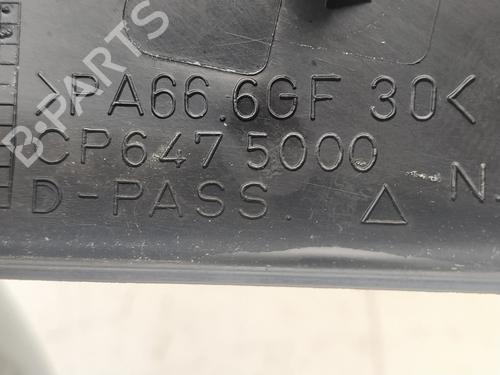 >PA66.6GF 30<
CP647 5000
D-PASS. △ N.
B-PARTS